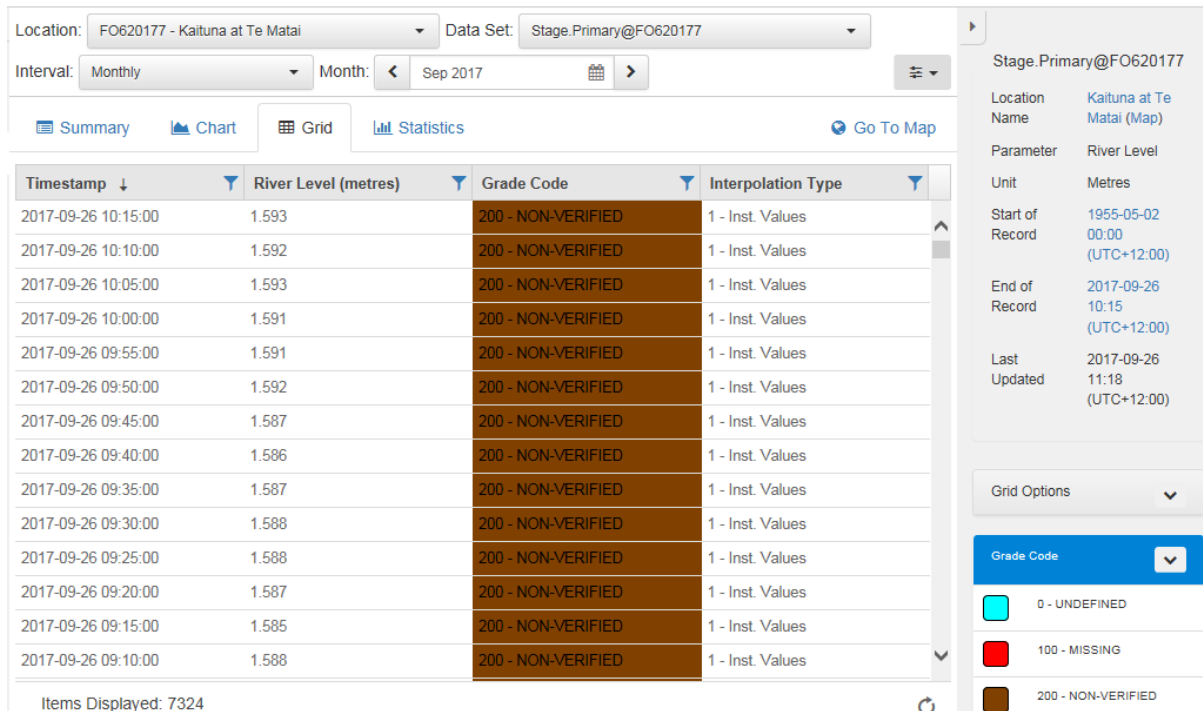 Location: FO620177 - Kaituna at Te Matai Data Set: Stage.Primary@FO620177
Interval: Monthly Month: Sep 2017
Summary Chart Grid Statistics Go To Map
Timestamp ↓ River Level (metres) Grade Code Interpolation Type
2017-09-26 10:15:00 1.593 200 - NON-VERIFIED 1 - Inst. Values
2017-09-26 10:10:00 1.592 200 - NON-VERIFIED 1 - Inst. Values
2017-09-26 10:05:00 1.593 200 - NON-VERIFIED 1 - Inst. Values
2017-09-26 10:00:00 1.591 200 - NON-VERIFIED 1 - Inst. Values
2017-09-26 09:55:00 1.591 200 - NON-VERIFIED 1 - Inst. Values
2017-09-26 09:50:00 1.592 200 - NON-VERIFIED 1 - Inst. Values
2017-09-26 09:45:00 1.587 200 - NON-VERIFIED 1 - Inst. Values
2017-09-26 09:40:00 1.586 200 - NON-VERIFIED 1 - Inst. Values
2017-09-26 09:35:00 1.587 200 - NON-VERIFIED 1 - Inst. Values
2017-09-26 09:30:00 1.588 200 - NON-VERIFIED 1 - Inst. Values
2017-09-26 09:25:00 1.588 200 - NON-VERIFIED 1 - Inst. Values
2017-09-26 09:20:00 1.587 200 - NON-VERIFIED 1 - Inst. Values
2017-09-26 09:15:00 1.585 200 - NON-VERIFIED 1 - Inst. Values
2017-09-26 09:10:00 1.588 200 - NON-VERIFIED 1 - Inst. Values
Items Displayed: 7324
Stage.Primary@FO620177
Location Kaituna at Te
Name Matai (Map)
Parameter River Level
Unit Metres
Start of 1955-05-02
Record 00:00
(UTC+12:00)
End of 2017-09-26
Record 10:15
(UTC+12:00)
Last 2017-09-26
Updated 11:18
(UTC+12:00)
Grid Options
Grade Code
0 - UNDEFINED
100 - MISSING
200 - NON-VERIFIED